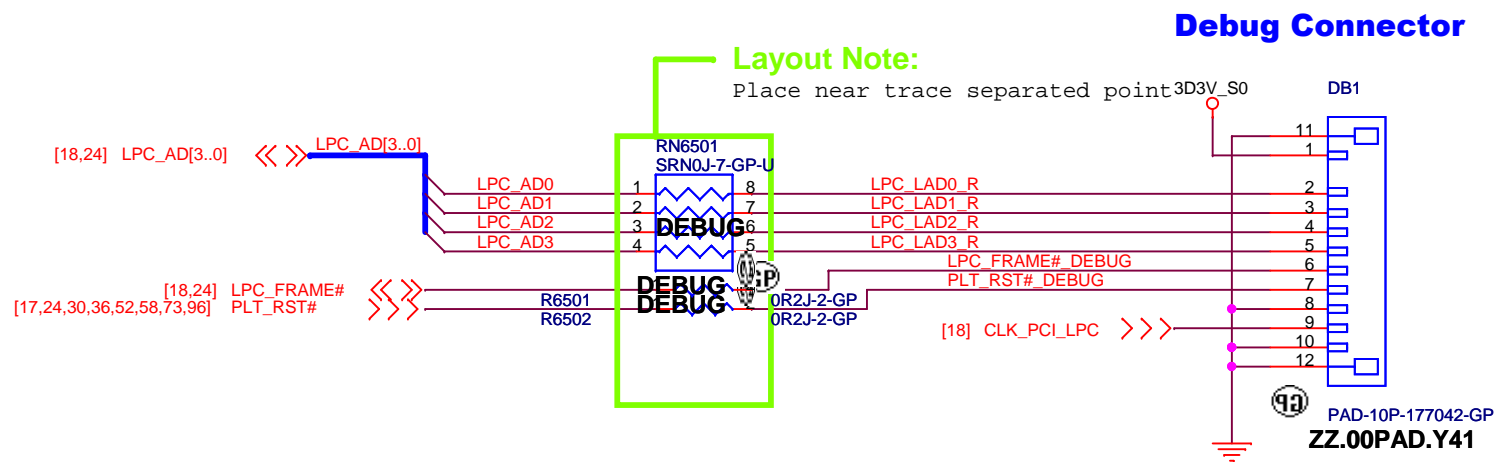 Debug Connector
Layout Note:
Place near trace separated point
3D3V_S0
DB1
RN6501
SRN0J-7-GP-U
[18,24] LPC_AD[3..0]
LPC_AD[3..0]
11
1
LPC_AD0 1 8 LPC_LAD0_R 2
LPC_AD1 2 7 LPC_LAD1_R 3
LPC_AD2 3 DEBUG 6 LPC_LAD2_R 4
LPC_AD3 4 5 LPC_LAD3_R 5
LPC_FRAME#_DEBUG 6
PLT_RST#_DEBUG 7
GP
[18,24] LPC_FRAME#
DEBUG
[17,24,30,36,52,58,73,96] PLT_RST#
R6501 DEBUG 0R2J-2-GP
R6502 0R2J-2-GP
8
[18] CLK_PCI_LPC 9
10
12
GP
PAD-10P-177042-GP
ZZ.00PAD.Y41